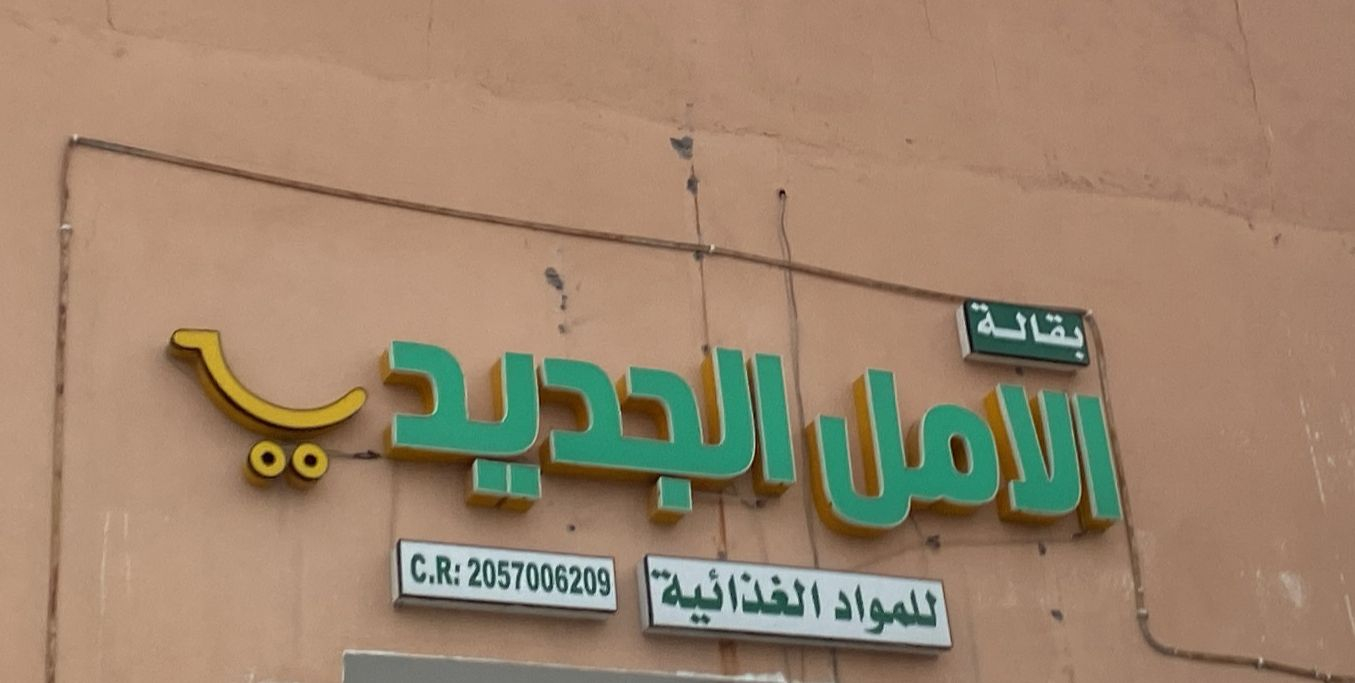 بقالة
الامل الجديد
للمواد الغذائية
C.R: 2057006209